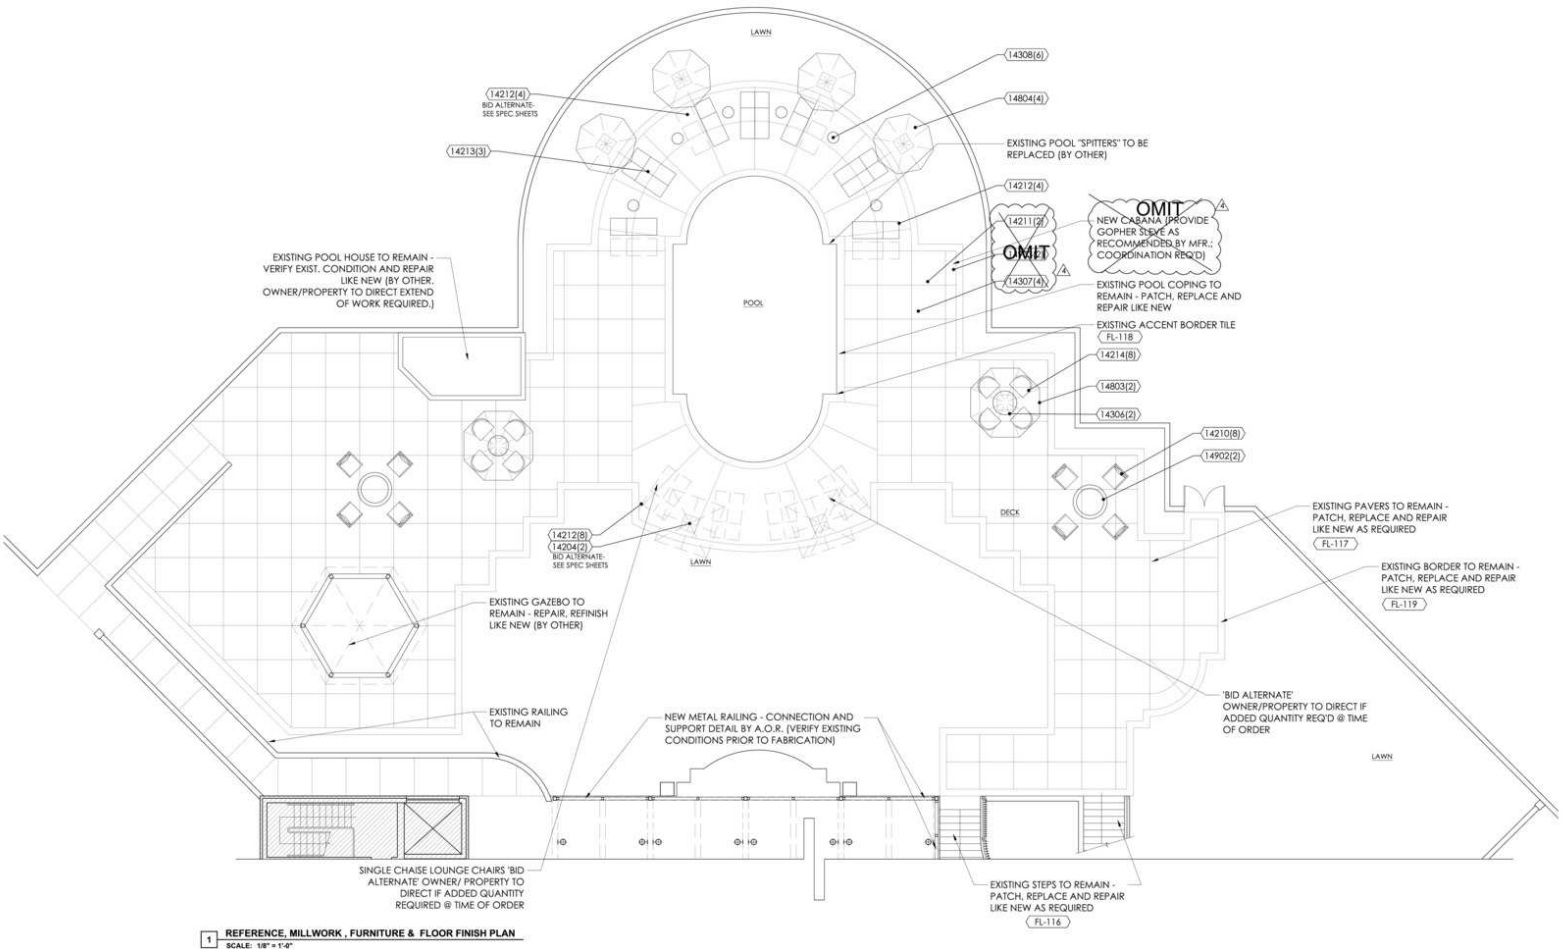 LAWN
14308(6)
14212(4)
BID ALTERNATE-
SEE SPEC SHEETS
14804(4)
14213(3)
EXISTING POOL "SPITTERS" TO BE
REPLACED (BY OTHER)
14212(4)
OMIT
4
14211(2)
NEW CABANA (PROVIDE
GOPHER SLEVE AS
RECOMMENDED BY MFR.;
COORDINATION REQ'D)
OMIT
4
14307(4)
EXISTING POOL HOUSE TO REMAIN -
VERIFY EXIST. CONDITION AND REPAIR
LIKE NEW (BY OTHER.
OWNER/PROPERTY TO DIRECT EXTEND
OF WORK REQUIRED.)
EXISTING POOL COPING TO
REMAIN - PATCH, REPLACE AND
REPAIR LIKE NEW
POOL
EXISTING ACCENT BORDER TILE
FL-118
14214(8)
14803(2)
14306(2)
14210(8)
14902(2)
DECK
EXISTING PAVERS TO REMAIN -
PATCH, REPLACE AND REPAIR
LIKE NEW AS REQUIRED
FL-117
14212(8)
14204(2)
BID ALTERNATE-
SEE SPEC SHEETS
LAWN
EXISTING BORDER TO REMAIN -
PATCH, REPLACE AND REPAIR
LIKE NEW AS REQUIRED
FL-119
EXISTING GAZEBO TO
REMAIN - REPAIR, REFINISH
LIKE NEW (BY OTHER)
'BID ALTERNATE'
OWNER/PROPERTY TO DIRECT IF
ADDED QUANTITY REQ'D @ TIME
OF ORDER
EXISTING RAILING
TO REMAIN
NEW METAL RAILING - CONNECTION AND
SUPPORT DETAIL BY A.O.R. (VERIFY EXISTING
CONDITIONS PRIOR TO FABRICATION)
LAWN
SINGLE CHAISE LOUNGE CHAIRS 'BID
ALTERNATE' OWNER/ PROPERTY TO
DIRECT IF ADDED QUANTITY
REQUIRED @ TIME OF ORDER
EXISTING STEPS TO REMAIN -
PATCH, REPLACE AND REPAIR
LIKE NEW AS REQUIRED
FL-116
1
REFERENCE, MILLWORK , FURNITURE & FLOOR FINISH PLAN
SCALE: 1/8" = 1'-0"